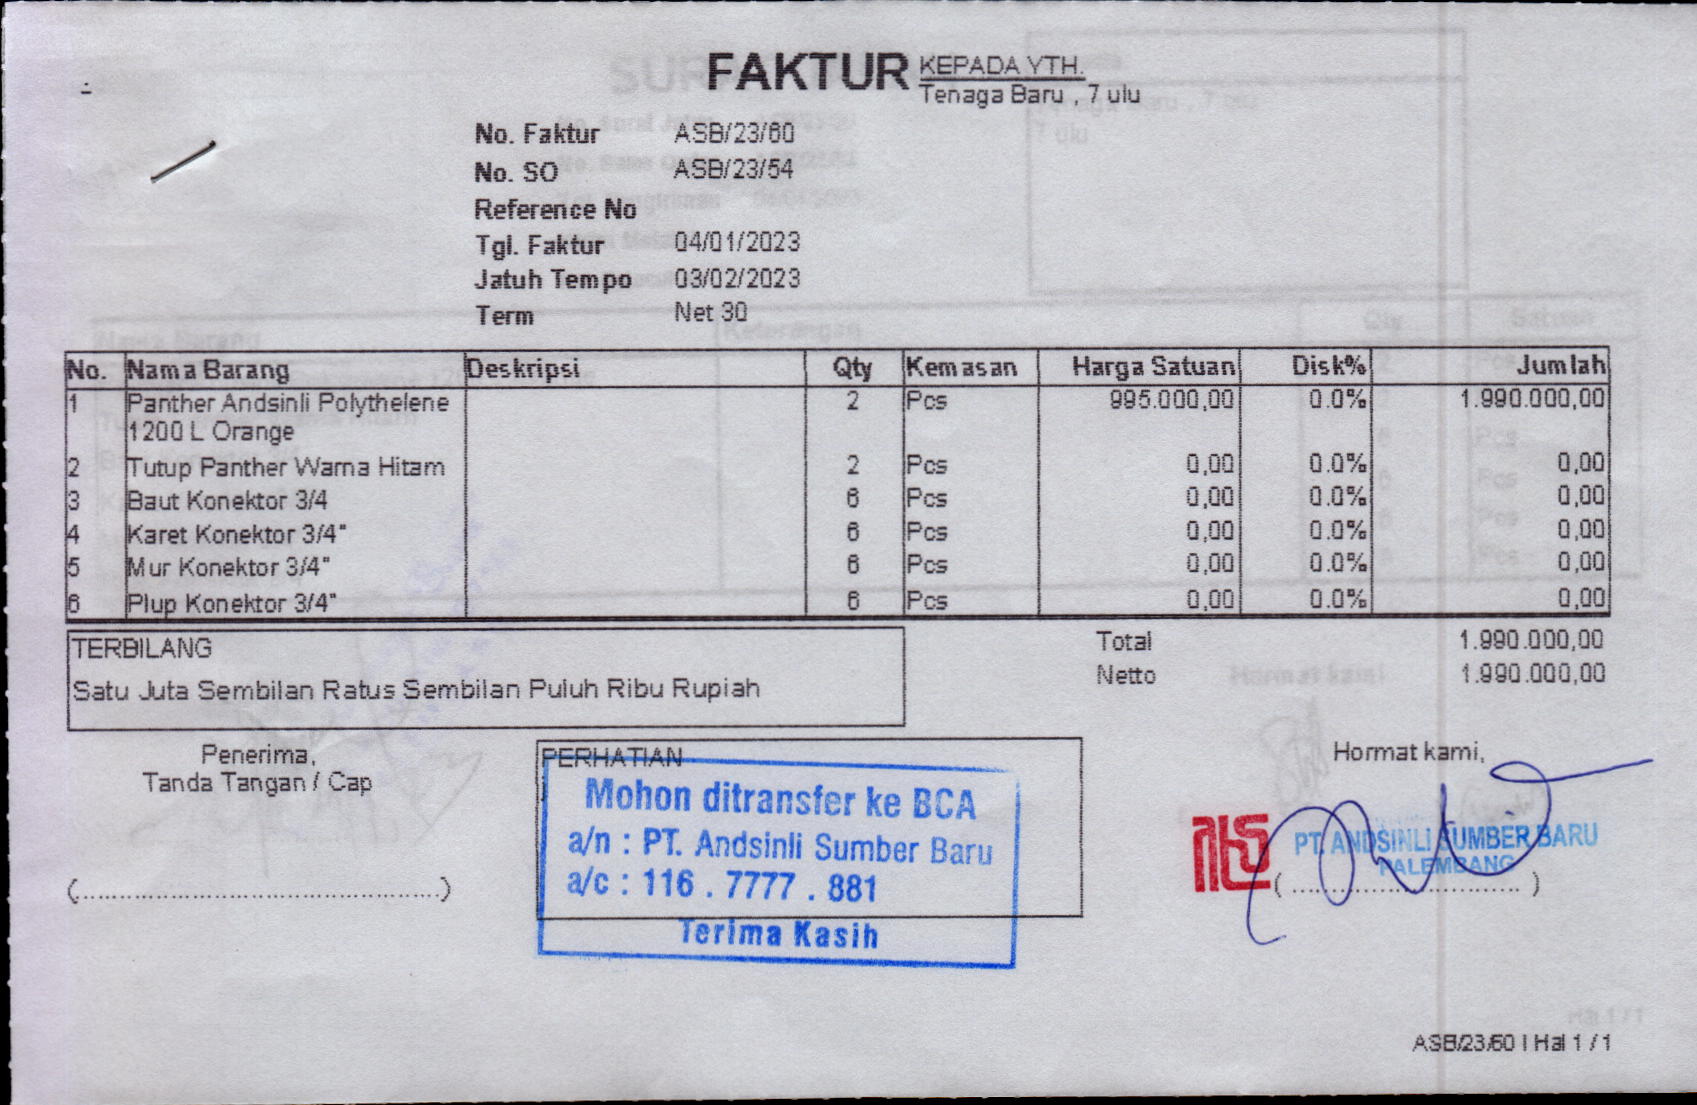 FAKTUR
KEPADA YTH.
Tenaga Baru , 7 ulu
No. Faktur ASB/23/60
No. SO ASB/23/54
Reference No
Tgl. Faktur 04/01/2023
Jatuh Tempo 03/02/2023
Term Net 30
No. Nama Barang Deskripsi Qty Kemasan Harga Satuan Disk% Jumlah
1 Panther Andsinli Polythelene 2 Pcs 995.000,00 0.0% 1.990.000,00
1200 L Orange
2 Tutup Panther Warna Hitam 2 Pcs 0,00 0.0% 0,00
3 Baut Konektor 3/4 6 Pcs 0,00 0.0% 0,00
4 Karet Konektor 3/4" 6 Pcs 0,00 0.0% 0,00
5 Mur Konektor 3/4" 6 Pcs 0,00 0.0% 0,00
6 Plup Konektor 3/4" 6 Pcs 0,00 0.0% 0,00
TERBILANG
Satu Juta Sembilan Ratus Sembilan Puluh Ribu Rupiah
Total 1.990.000,00
Netto 1.990.000,00
Penerima,
Tanda Tangan / Cap
(..............................................)
PERHATIAN
Mohon ditransfer ke BCA
a/n : PT. Andsinli Sumber Baru
a/c : 116 . 7777 . 881
Terima Kasih
Hormat kami,
PT. ANDSINLI SUMBER BARU
PALEMBANG
(..............................)
ASB/23/60 I Hal 1 / 1